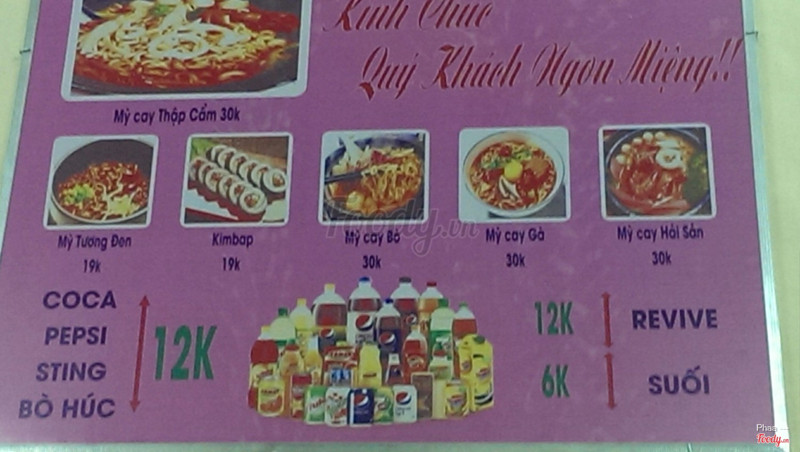 Kính Chúc
Quý Khách Ngon Miệng!!
Mỳ cay Thập Cẩm 30k
Mỳ Tương Đen
19k
Kimbap
19k
Mỳ cay Bò
30k
Mỳ cay Gà
30k
Mỳ cay Hải Sản
30k
Foody.vn
COCA
PEPSI
STING
BÒ HÚC
12K
12K
REVIVE
6K
SUỐI
Foody.vn